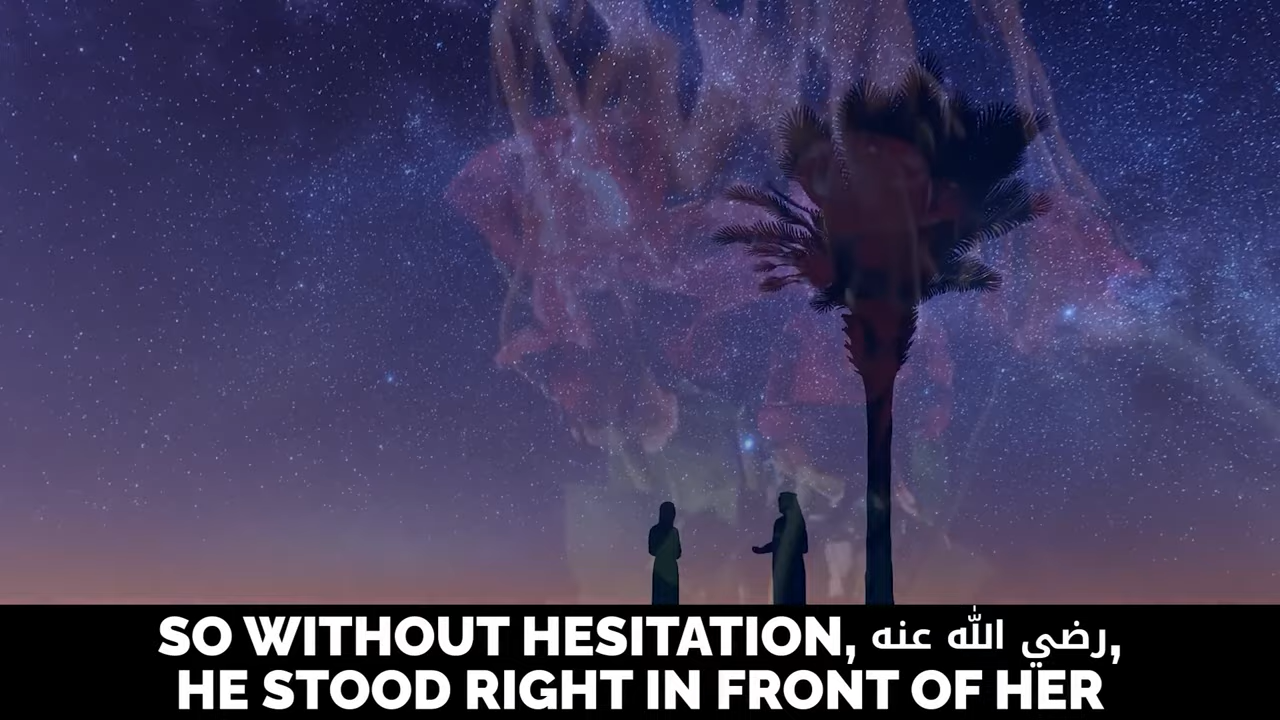 SO WITHOUT HESITATION, رضي الله عنه,
HE STOOD RIGHT IN FRONT OF HER